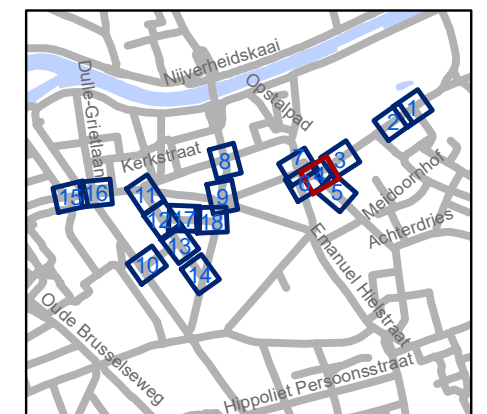 Nijverheidskaai
Dulle-Grietlaan
Opstalpad
Kerkstraat
1
2
3
4
5
6
7
8
9
10
11
12
13
14
15
16
17
18
Meidoornhof
Achterdries
Emanuel Hielstraat
Oude Brusselseweg
Hippoliet Persoonsstraat